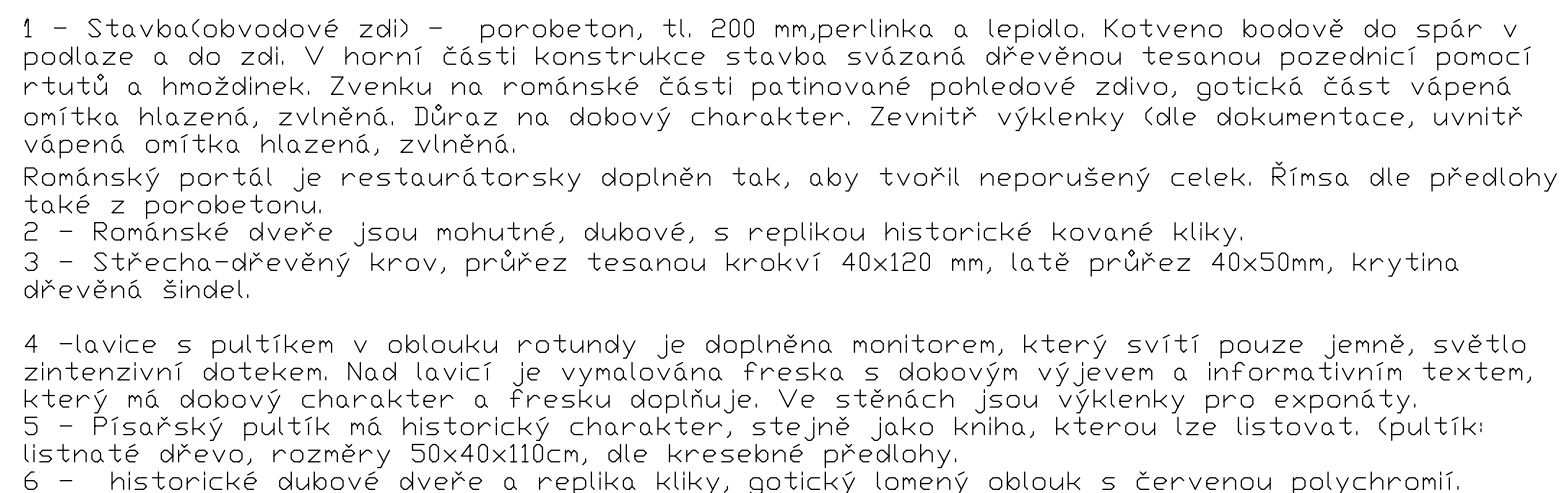 1 - Stavba(obvodové zdi) -  porobeton, tl. 200 mm,perlinka a lepidlo. Kotveno bodově do spár v
podlaze a do zdi. V horní části konstrukce stavba svázaná dřevěnou tesanou pozednicí pomocí
rtutů a hmoždinek. Zvenku na románské části patinované pohledové zdivo, gotická část vápená
omítka hlazená, zvlněná. Důraz na dobový charakter. Zevnitř výklenky (dle dokumentace, uvnitř
vápená omítka hlazená, zvlněná.
Románský portál je restaurátorsky doplněn tak, aby tvořil neporušený celek. Římsa dle předlohy
také z porobetonu.
2 - Románské dveře jsou mohutné, dubové, s replikou historické kované kliky.
3 - Střecha-dřevěný krov, průřez tesanou krokví 40x120 mm, latě průřez 40x50mm, krytina
dřevěná šindel.
4 -lavice s pultíkem v oblouku rotundy je doplněna monitorem, který svítí pouze jemně, světlo
zintenzivní dotekem. Nad lavicí je vymalována freska s dobovým výjevem a informativním textem,
který má dobový charakter a fresku doplňuje. Ve stěnách jsou výklenky pro exponáty.
5 - Písařský pultík má historický charakter, stejně jako kniha, kterou lze listovat. (pultík:
listnaté dřevo, rozměry 50x40x110cm, dle kresebné předlohy.
6 -  historické dubové dveře a replika kliky, gotický lomený oblouk s červenou polychromií.